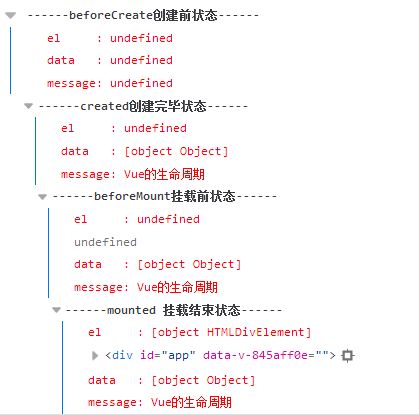 ------beforeCreate创建前状态------
el     : undefined
data   : undefined
message: undefined
------created创建完毕状态------
el     : undefined
data   : [object Object]
message: Vue的生命周期
------beforeMount挂载前状态------
el     : undefined
undefined
data   : [object Object]
message: Vue的生命周期
------mounted 挂载结束状态------
el     : [object HTMLDivElement]
<div id="app" data-v-845aff0e="">
data   : [object Object]
message: Vue的生命周期